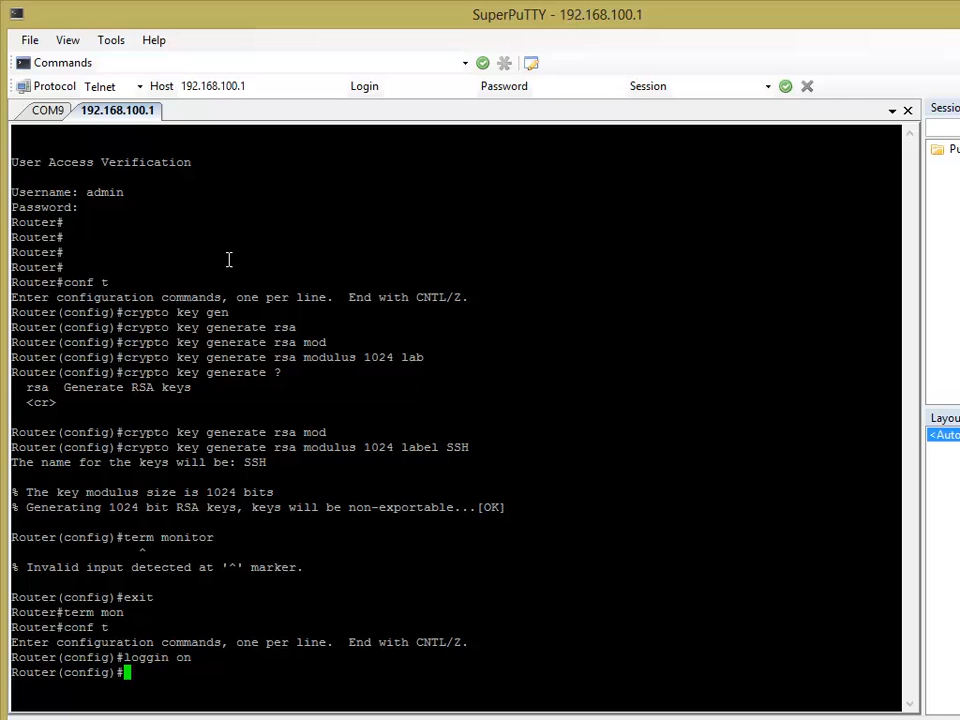 SuperPuTTY - 192.168.100.1
File View Tools Help
Commands
Protocol Telnet Host 192.168.100.1 Login Password Session
COM9 192.168.100.1
Sessio
Pu
User Access Verification
Username: admin
Password:
Router#
Router#
Router#
Router#
Router#conf t
Enter configuration commands, one per line.  End with CNTL/Z.
Router(config)#crypto key gen
Router(config)#crypto key generate rsa
Router(config)#crypto key generate rsa mod
Router(config)#crypto key generate rsa modulus 1024 lab
Router(config)#crypto key generate ?
  rsa  Generate RSA keys
  <cr>
Router(config)#crypto key generate rsa mod
Router(config)#crypto key generate rsa modulus 1024 label SSH
The name for the keys will be: SSH
% The key modulus size is 1024 bits
% Generating 1024 bit RSA keys, keys will be non-exportable...[OK]
Router(config)#term monitor
^
% Invalid input detected at '^' marker.
Router(config)#exit
Router#term mon
Router#conf t
Enter configuration commands, one per line.  End with CNTL/Z.
Router(config)#loggin on
Router(config)#
Layou
<Auto